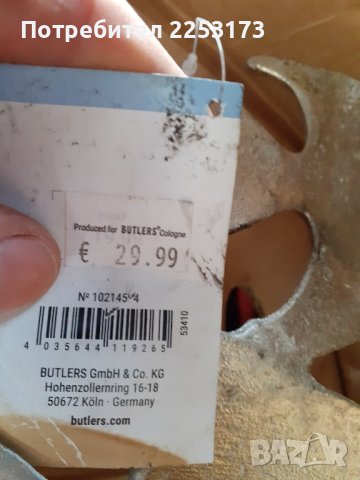 Потребител 2253173
Produced for BUTLERS® Cologne
€ 29.99
53410
4 035644 119265
BUTLERS GmbH & Co. KG
Hohenzollernring 16-18
50672 Köln · Germany
butlers.com
BAZAR